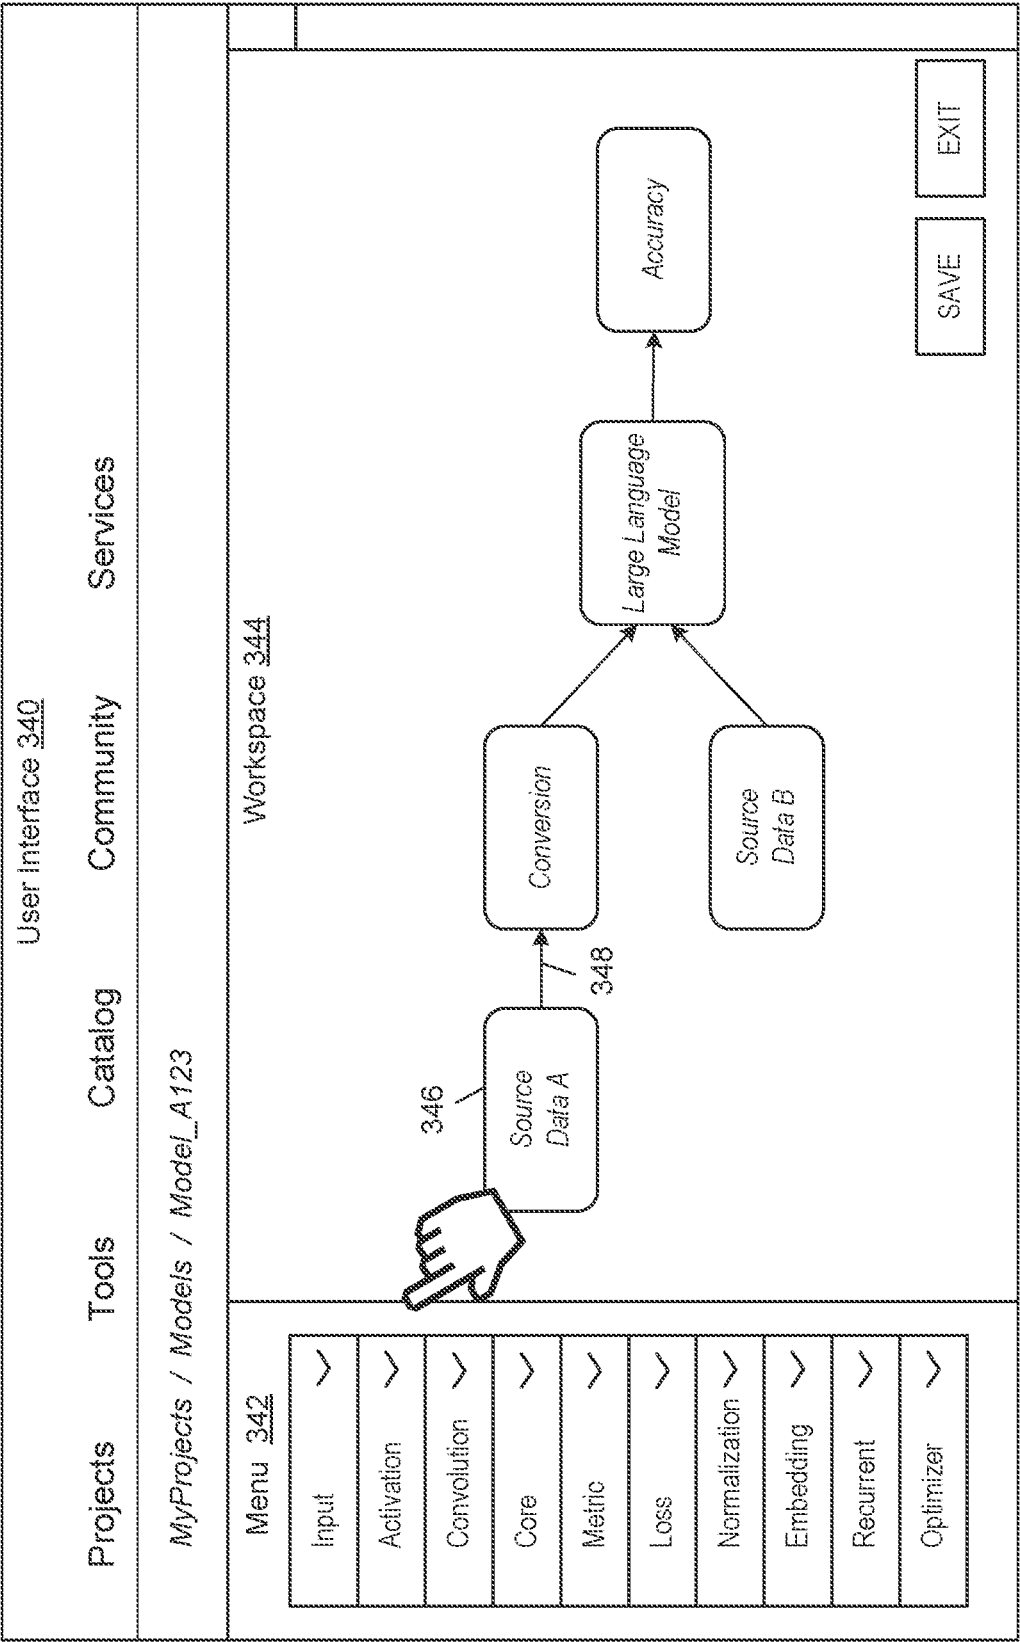 User Interface 340
Projects Tools Catalog Community Services
MyProjects / Models / Model_A123
Menu 342
Input
Activation
Convolution
Core
Metric
Loss
Normalization
Embedding
Recurrent
Optimizer
Workspace 344
346
Source
Data A
348
Conversion
Source
Data B
Large Language
Model
Accuracy
SAVE
EXIT